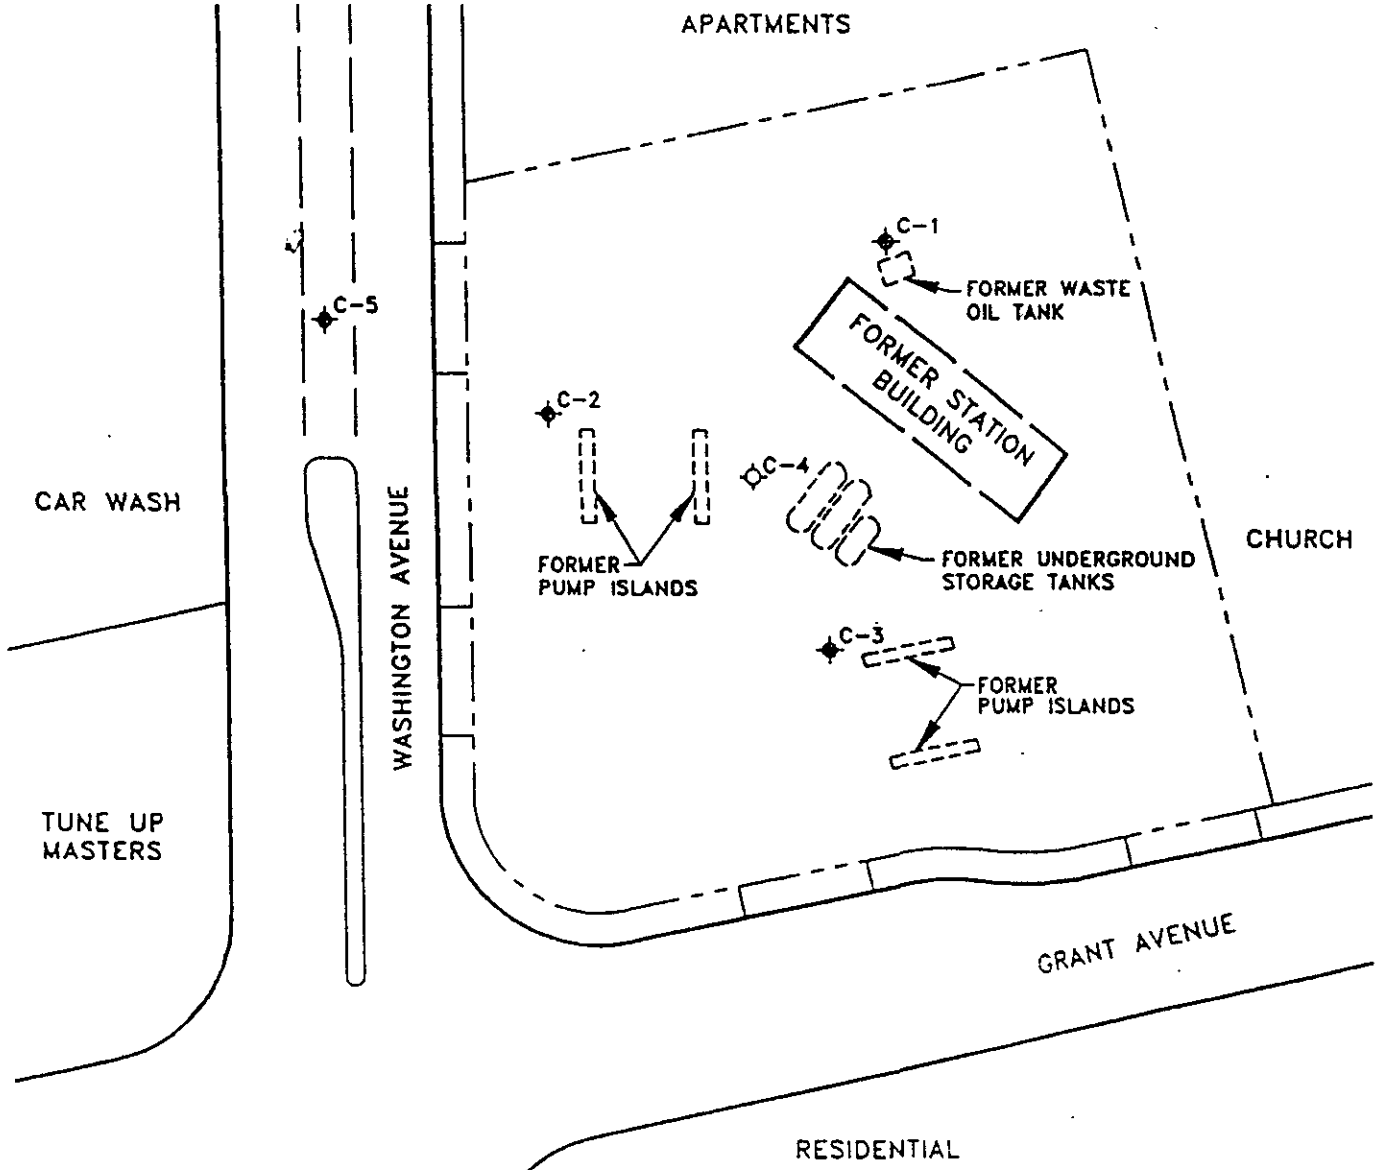 APARTMENTS
C-1
FORMER WASTE
OIL TANK
C-5
FORMER STATION
BUILDING
C-2
C-4
CAR WASH
WASHINGTON AVENUE
FORMER
PUMP ISLANDS
FORMER UNDERGROUND
STORAGE TANKS
CHURCH
C-3
FORMER
PUMP ISLANDS
TUNE UP
MASTERS
GRANT AVENUE
RESIDENTIAL